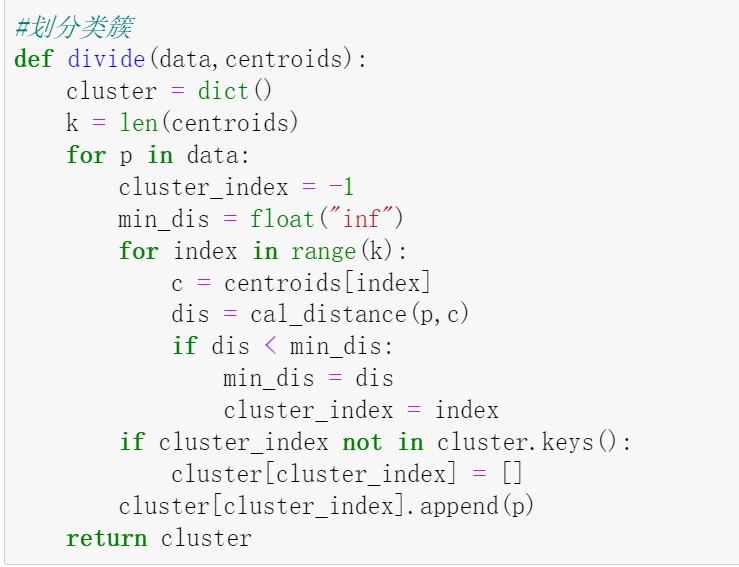 #划分类簇
def divide(data,centroids):
    cluster = dict()
    k = len(centroids)
    for p in data:
        cluster_index = -1
        min_dis = float("inf")
        for index in range(k):
            c = centroids[index]
            dis = cal_distance(p,c)
            if dis < min_dis:
                min_dis = dis
                cluster_index = index
        if cluster_index not in cluster.keys():
            cluster[cluster_index] = []
        cluster[cluster_index].append(p)
    return cluster